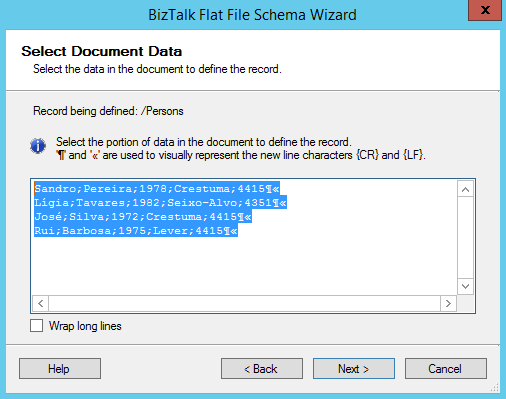 BizTalk Flat File Schema Wizard
x
Select Document Data
Select the data in the document to define the record.
Record being defined: /Persons
Select the portion of data in the document to define the record.
'¶' and '«' are used to visually represent the new line characters {CR} and {LF}.
Sandro;Pereira;1978;Crestuma;4415¶«
Lígia;Tavares;1982;Seixo-Alvo;4351¶«
José;Silva;1972;Crestuma;4415¶«
Rui;Barbosa;1975;Lever;4415¶«
Wrap long lines
Help
< Back
Next >
Cancel